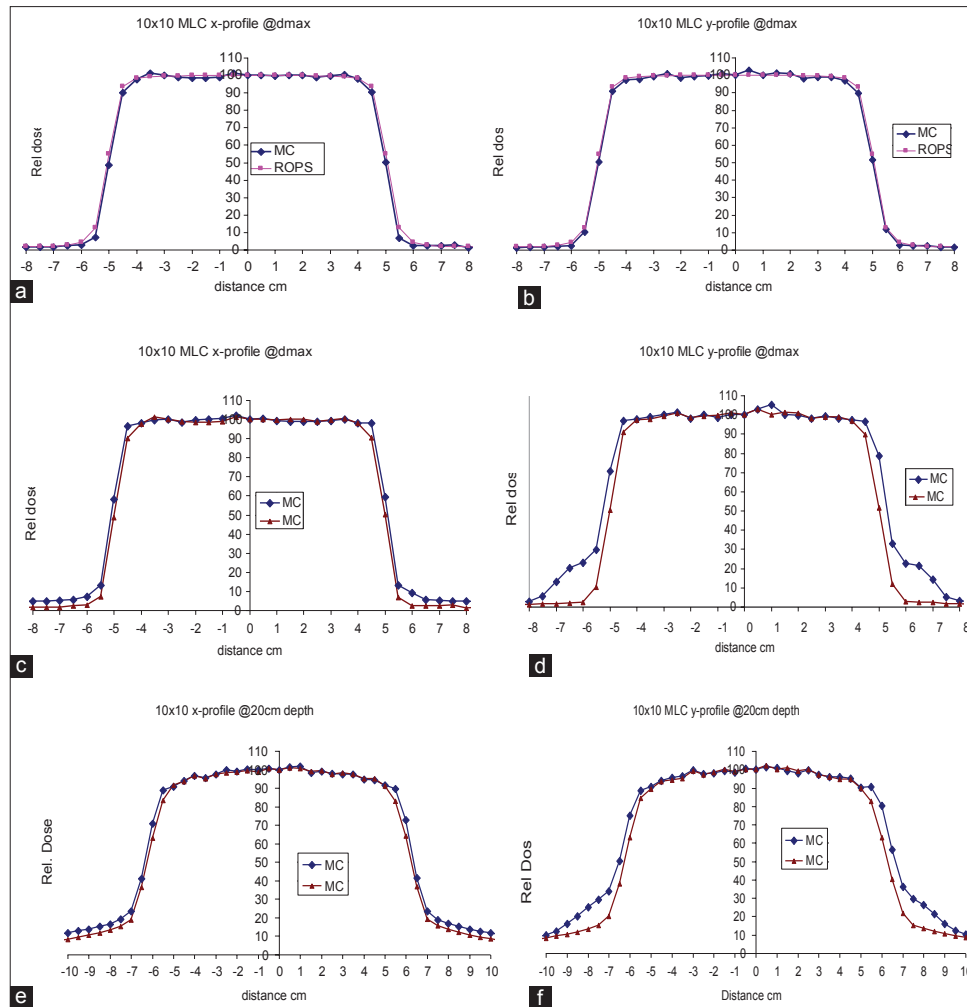 10x10 MLC x-profile @dmax
110
100
90
80
70
60
50
40
30
20
10
0
Rel dose
MC
ROPS
-8 -7 -6 -5 -4 -3 -2 -1 0 1 2 3 4 5 6 7 8
distance cm
a
10x10 MLC y-profile @dmax
110
100
90
80
70
60
50
40
30
20
10
0
Rel dos
MC
ROPS
-8 -7 -6 -5 -4 -3 -2 -1 0 1 2 3 4 5 6 7 8
distance cm
b
10x10 MLC x-profile @dmax
110
100
90
80
70
60
50
40
30
20
10
0
Rel dose
MC
MC
-8 -7 -6 -5 -4 -3 -2 -1 0 1 2 3 4 5 6 7 8
distance cm
c
10x10 MLC y-profile @dmax
110
100
90
80
70
60
50
40
30
20
10
0
Rel dos
MC
MC
-8 -7 -6 -5 -4 -3 -2 -1 0 1 2 3 4 5 6 7 8
distance cm
d
10x10 x-profile @20cm depth
110
100
90
80
70
60
50
40
30
20
10
0
Rel. Dose
MC
MC
-10 -9 -8 -7 -6 -5 -4 -3 -2 -1 0 1 2 3 4 5 6 7 8 9 10
distance cm
e
10x10 MLC y-profile @20cm depth
110
100
90
80
70
60
50
40
30
20
10
0
Rel Dos
MC
MC
-10 -9 -8 -7 -6 -5 -4 -3 -2 -1 0 1 2 3 4 5 6 7 8 9 10
Distance cm
f